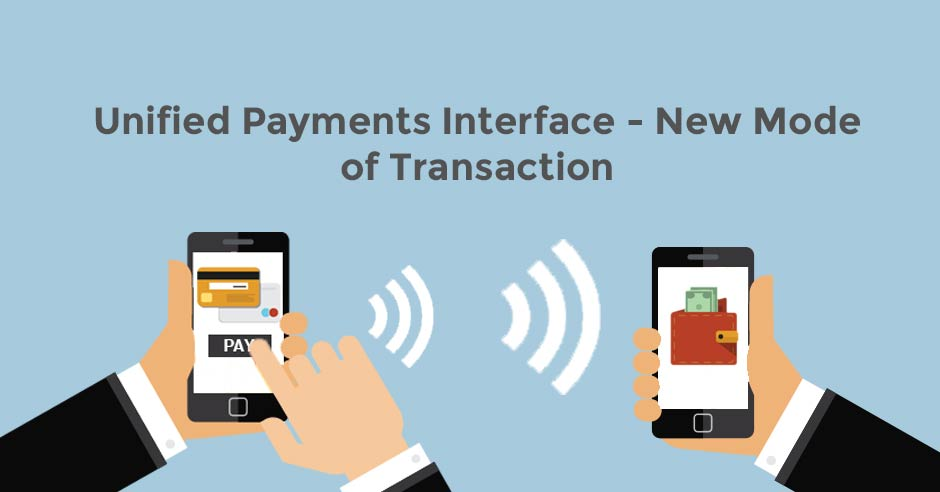 Unified Payments Interface - New Mode
of Transaction
PAY